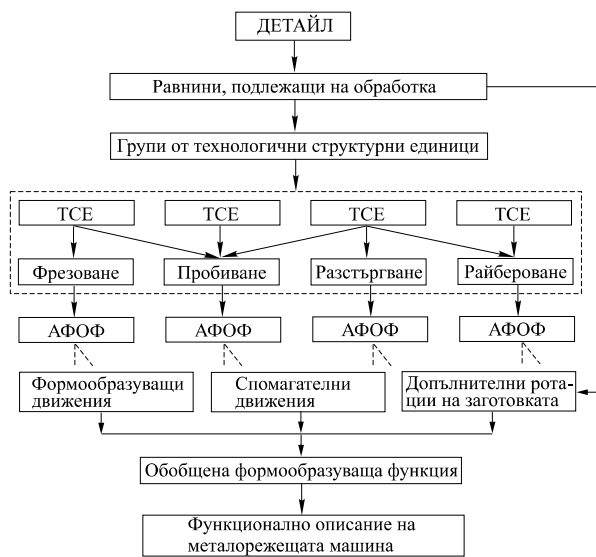 ДЕТАЙЛ
Равнини, подлежащи на обработка
Групи от технологични структурни единици
ТСЕ ТСЕ ТСЕ ТСЕ
Фрезоване Пробиване Разстъргване Райбероване
АФОФ АФОФ АФОФ АФОФ
Формообразуващи
движения
Спомагателни
движения
Допълнителни рота-
ции на заготовката
Обобщена формообразуваща функция
Функционално описание на
металорежещата машина